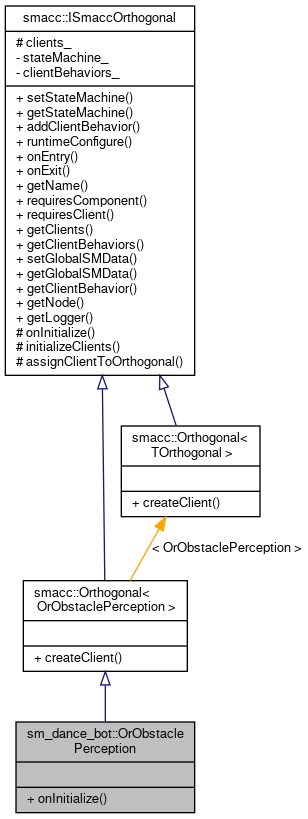 smacc::ISmaccOrthogonal
# clients_
- stateMachine_
- clientBehaviors_
+ setStateMachine()
+ getStateMachine()
+ addClientBehavior()
+ runtimeConfigure()
+ onEntry()
+ onExit()
+ getName()
+ requiresComponent()
+ requiresClient()
+ getClients()
+ getClientBehaviors()
+ setGlobalSMData()
+ getGlobalSMData()
+ getClientBehavior()
+ getNode()
+ getLogger()
# onInitialize()
# initializeClients()
# assignClientToOrthogonal()
smacc::Orthogonal<
TOrthogonal >
+ createClient()
< OrObstaclePerception >
smacc::Orthogonal<
OrObstaclePerception >
+ createClient()
sm_dance_bot::OrObstacle
Perception
+ onInitialize()